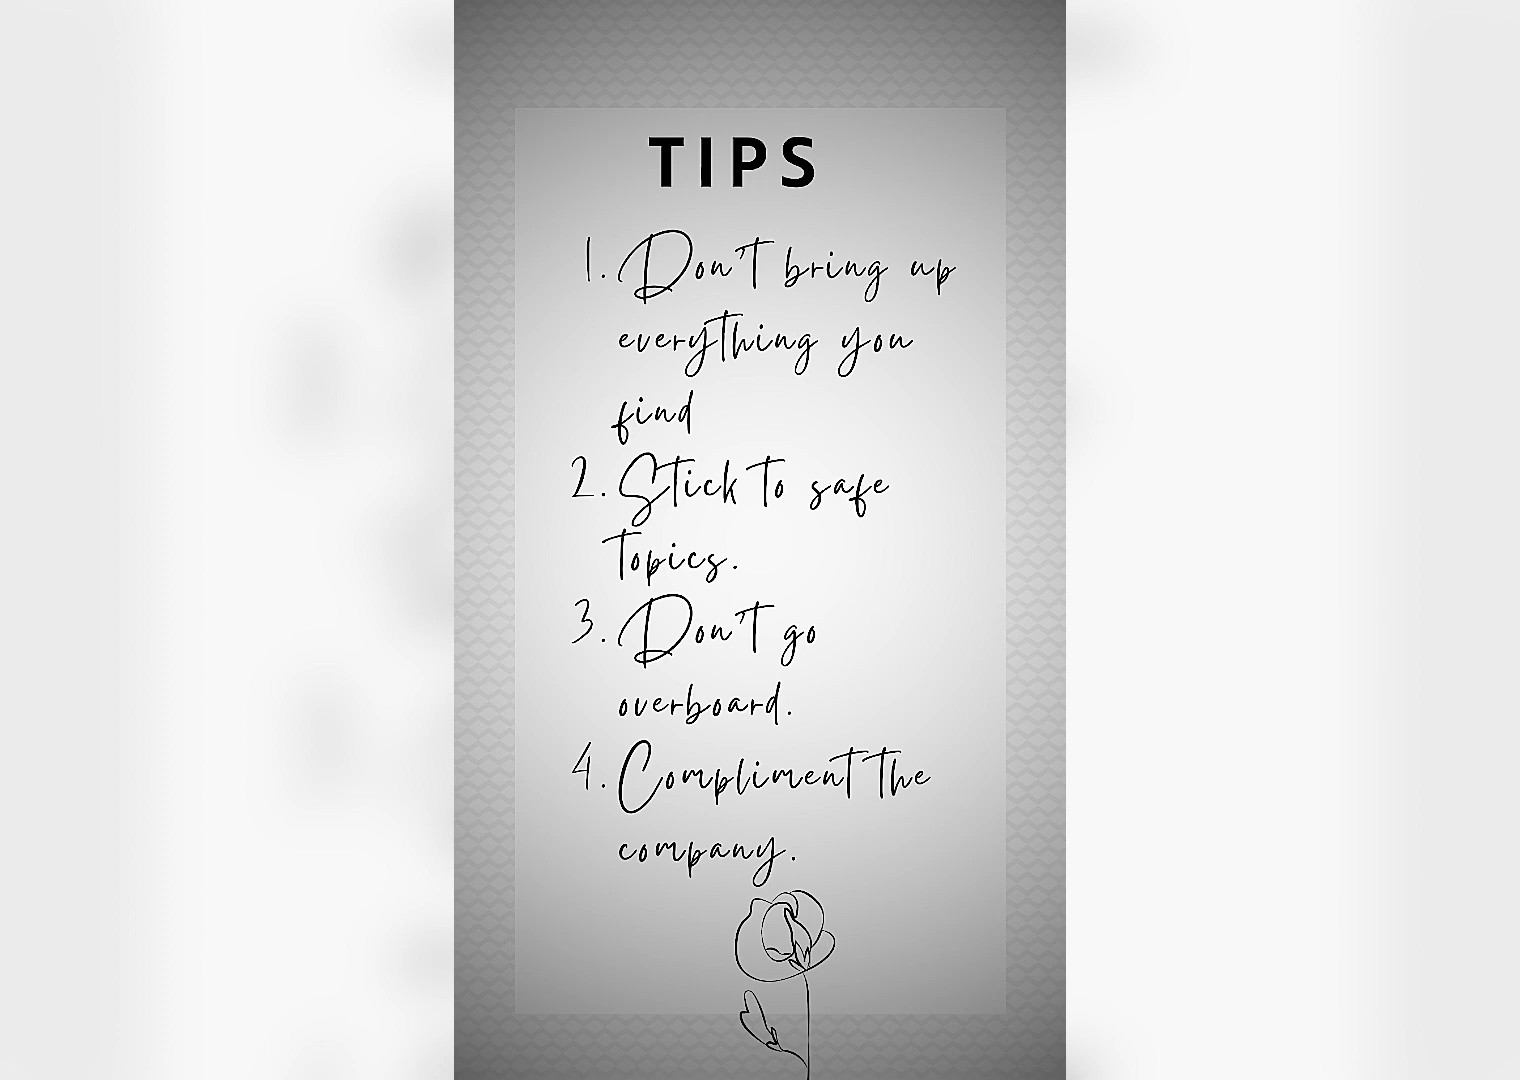 TIPS
1. Don't bring up
everything you
find
2. Stick to safe
topics.
3. Don't go
overboard.
4. Compliment the
company.